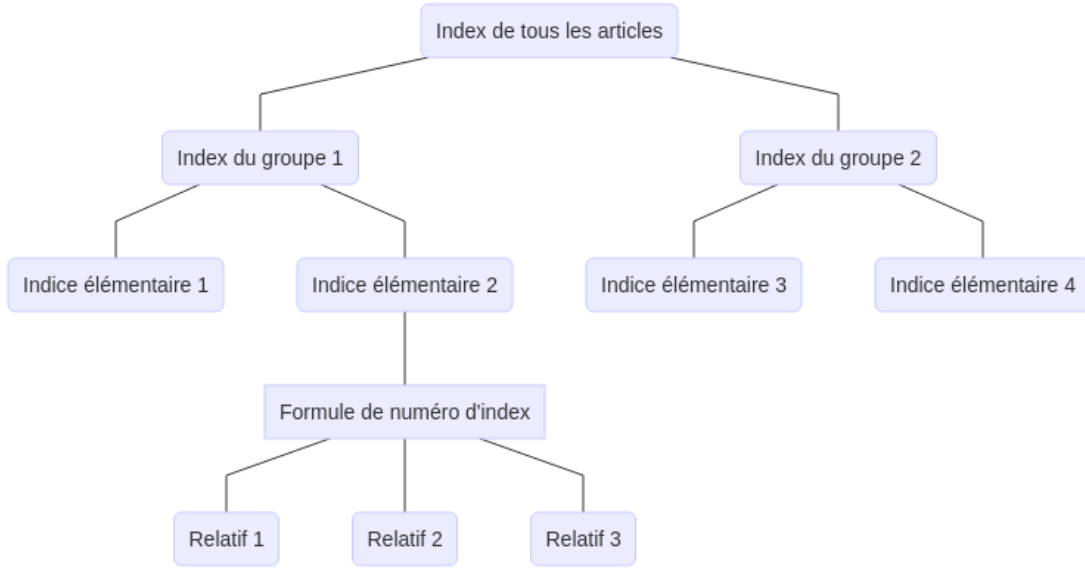 Index de tous les articles
Index du groupe 1
Index du groupe 2
Indice élémentaire 1
Indice élémentaire 2
Indice élémentaire 3
Indice élémentaire 4
Formule de numéro d'index
Relatif 1
Relatif 2
Relatif 3